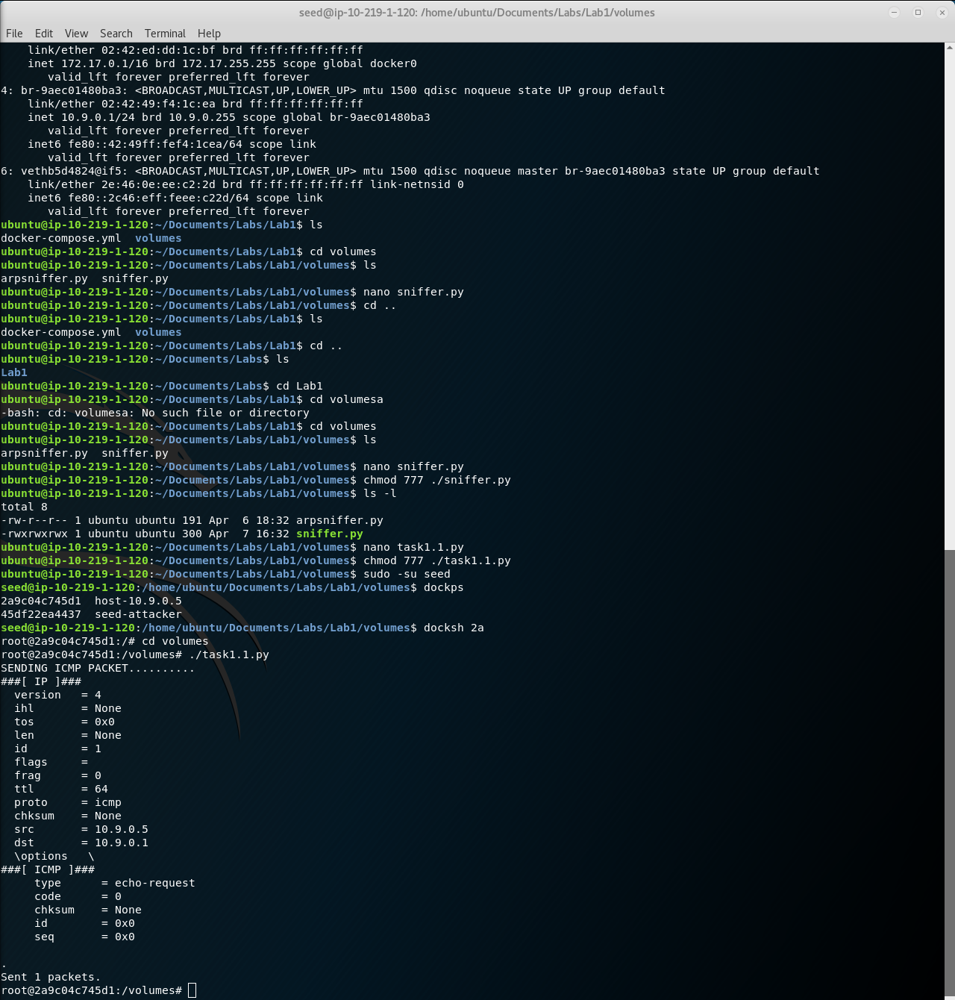 seed@ip-10-219-1-120: /home/ubuntu/Documents/Labs/Lab1/volumes
File Edit View Search Terminal Help
    link/ether 02:42:ed:dd:1c:bf brd ff:ff:ff:ff:ff:ff
    inet 172.17.0.1/16 brd 172.17.255.255 scope global docker0
       valid_lft forever preferred_lft forever
4: br-9aec01480ba3: <BROADCAST,MULTICAST,UP,LOWER_UP> mtu 1500 qdisc noqueue state UP group default
    link/ether 02:42:49:f4:1c:ea brd ff:ff:ff:ff:ff:ff
    inet 10.9.0.1/24 brd 10.9.0.255 scope global br-9aec01480ba3
       valid_lft forever preferred_lft forever
    inet6 fe80::42:49ff:fef4:1cea/64 scope link
       valid_lft forever preferred_lft forever
6: vethb5d4824@if5: <BROADCAST,MULTICAST,UP,LOWER_UP> mtu 1500 qdisc noqueue master br-9aec01480ba3 state UP group default
    link/ether 2e:46:0e:ee:c2:2d brd ff:ff:ff:ff:ff:ff link-netnsid 0
    inet6 fe80::2c46:eff:feee:c22d/64 scope link
       valid_lft forever preferred_lft forever
ubuntu@ip-10-219-1-120:~/Documents/Labs/Lab1$ ls
docker-compose.yml  volumes
ubuntu@ip-10-219-1-120:~/Documents/Labs/Lab1$ cd volumes
ubuntu@ip-10-219-1-120:~/Documents/Labs/Lab1/volumes$ ls
arpsniffer.py  sniffer.py
ubuntu@ip-10-219-1-120:~/Documents/Labs/Lab1/volumes$ nano sniffer.py
ubuntu@ip-10-219-1-120:~/Documents/Labs/Lab1/volumes$ cd ..
ubuntu@ip-10-219-1-120:~/Documents/Labs/Lab1$ ls
docker-compose.yml  volumes
ubuntu@ip-10-219-1-120:~/Documents/Labs/Lab1$ cd ..
ubuntu@ip-10-219-1-120:~/Documents/Labs$ ls
Lab1
ubuntu@ip-10-219-1-120:~/Documents/Labs$ cd Lab1
ubuntu@ip-10-219-1-120:~/Documents/Labs/Lab1$ cd volumesa
-bash: cd: volumesa: No such file or directory
ubuntu@ip-10-219-1-120:~/Documents/Labs/Lab1$ cd volumes
ubuntu@ip-10-219-1-120:~/Documents/Labs/Lab1/volumes$ ls
arpsniffer.py  sniffer.py
ubuntu@ip-10-219-1-120:~/Documents/Labs/Lab1/volumes$ nano sniffer.py
ubuntu@ip-10-219-1-120:~/Documents/Labs/Lab1/volumes$ chmod 777 ./sniffer.py
ubuntu@ip-10-219-1-120:~/Documents/Labs/Lab1/volumes$ ls -l
total 8
-rw-r--r-- 1 ubuntu ubuntu 191 Apr  6 18:32 arpsniffer.py
-rwxrwxrwx 1 ubuntu ubuntu 300 Apr  7 16:32 sniffer.py
ubuntu@ip-10-219-1-120:~/Documents/Labs/Lab1/volumes$ nano task1.1.py
ubuntu@ip-10-219-1-120:~/Documents/Labs/Lab1/volumes$ chmod 777 ./task1.1.py
ubuntu@ip-10-219-1-120:~/Documents/Labs/Lab1/volumes$ sudo -su seed
seed@ip-10-219-1-120:/home/ubuntu/Documents/Labs/Lab1/volumes$ dockps
2a9c04c745d1  host-10.9.0.5
45df22ea4437  seed-attacker
seed@ip-10-219-1-120:/home/ubuntu/Documents/Labs/Lab1/volumes$ docksh 2a
root@2a9c04c745d1:/# cd volumes
root@2a9c04c745d1:/volumes# ./task1.1.py
SENDING ICMP PACKET..........
###[ IP ]###
  version   = 4
  ihl       = None
  tos       = 0x0
  len       = None
  id        = 1
  flags     =
  frag      = 0
  ttl       = 64
  proto     = icmp
  chksum    = None
  src       = 10.9.0.5
  dst       = 10.9.0.1
  \options   \
###[ ICMP ]###
     type      = echo-request
     code      = 0
     chksum    = None
     id        = 0x0
     seq       = 0x0
.
Sent 1 packets.
root@2a9c04c745d1:/volumes#